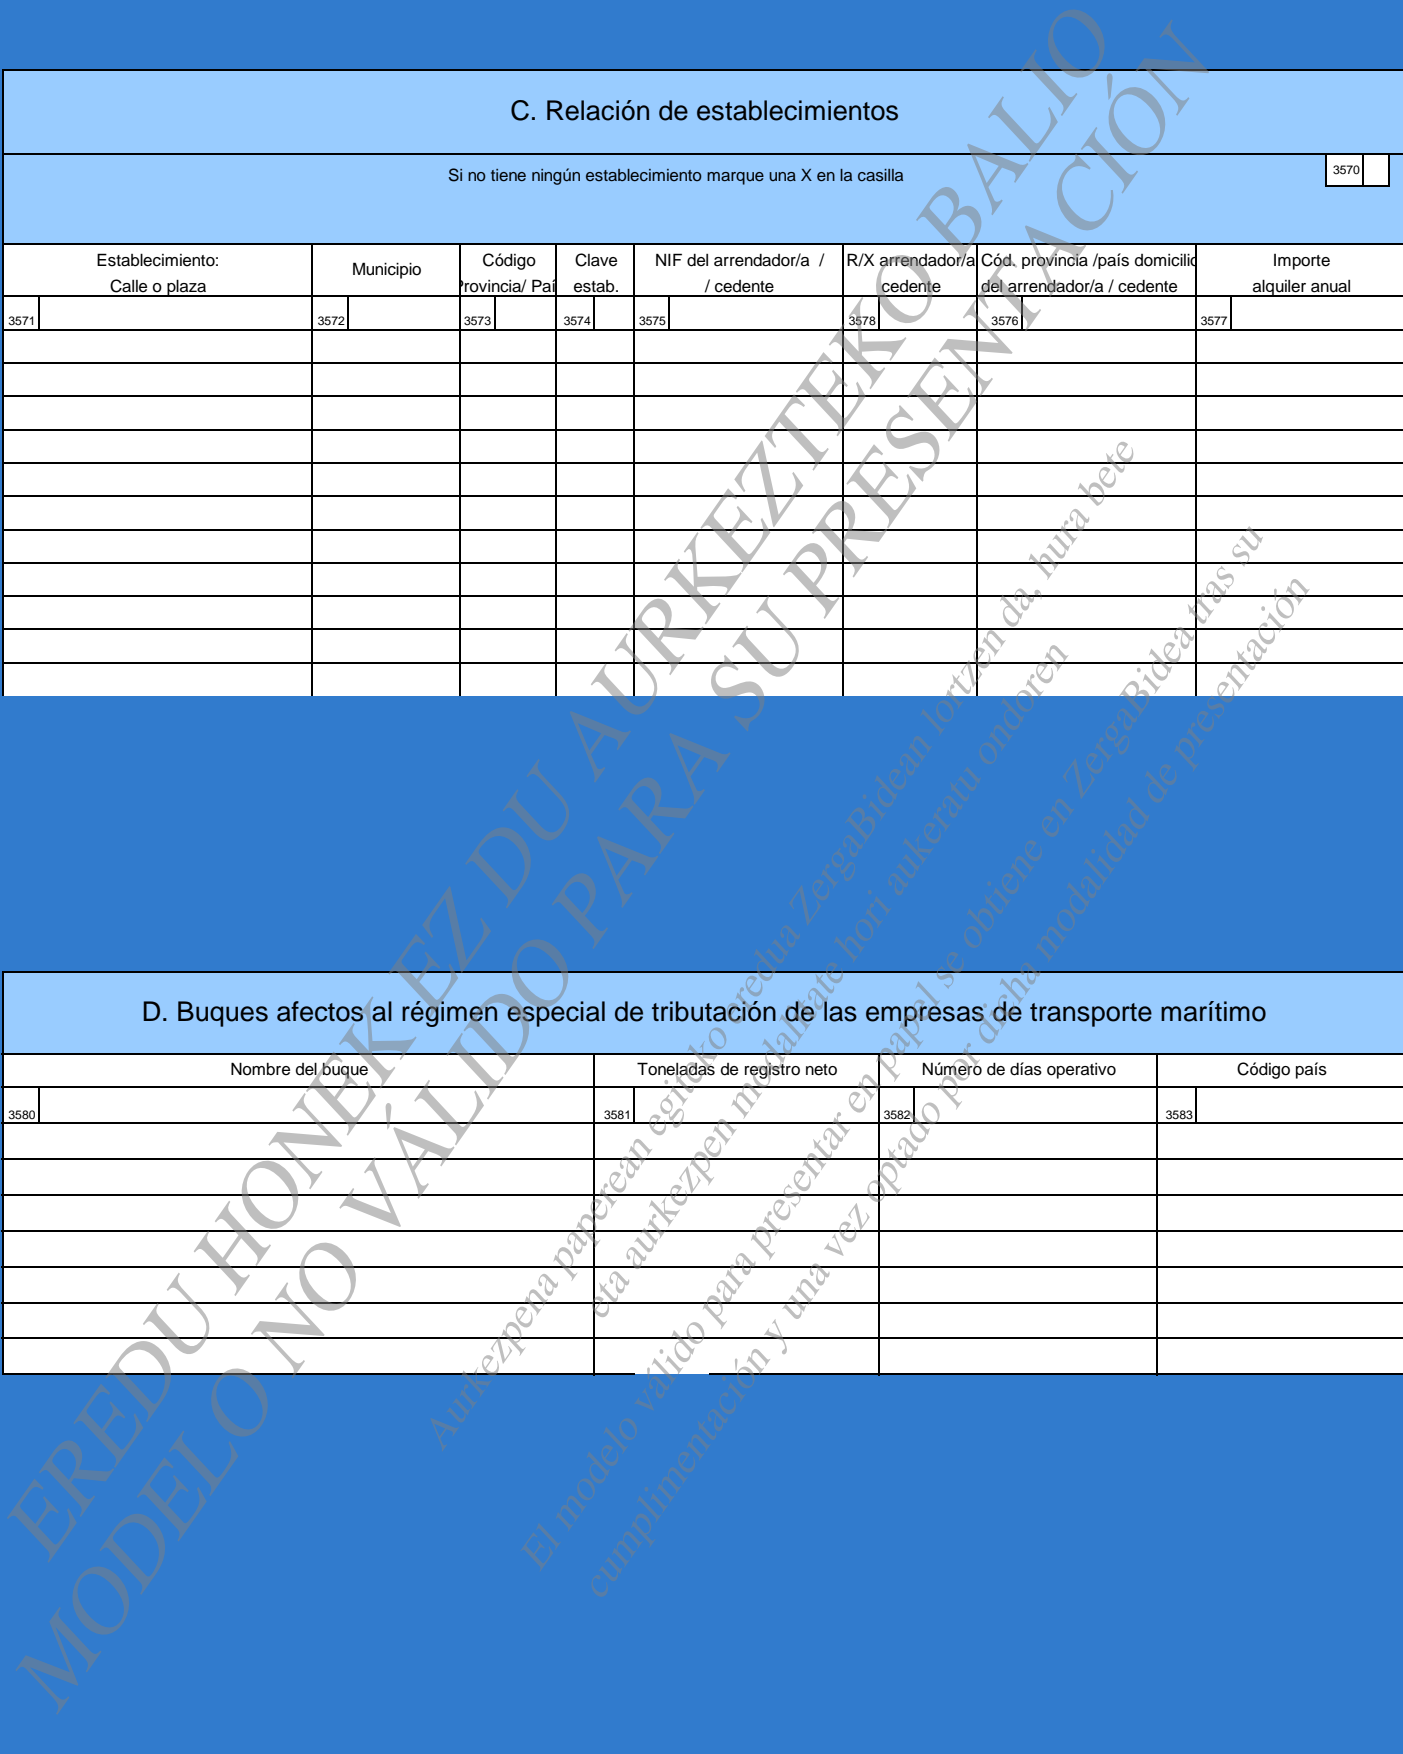 C. Relación de establecimientos
Si no tiene ningún establecimiento marque una X en la casilla
3570
Establecimiento:
Calle o plaza
Municipio
Código
Provincia/ Paí
Clave
estab.
NIF del arrendador/a /
/ cedente
R/X arrendador/a
cedente
Cód. provincia /país domicilio
del arrendador/a / cedente
Importe
alquiler anual
3571
3572
3573
3574
3575
3578
3576
3577
D. Buques afectos al régimen especial de tributación de las empresas de transporte marítimo
Nombre del buque
Toneladas de registro neto
Número de días operativo
Código país
3580
3581
3582
3583
EREDU HONEK EZ DU AURKEZTEKO BALIO
MODELO NO VÁLIDO PARA SU PRESENTACIÓN
Aurkezpena paperean egiteko eredua ZergaBidean lortzen da, hura bete
eta aurkezpen modalitate hori aukeratu ondoren
El modelo válido para presentar en papel se obtiene en ZergaBidea tras su
cumplimentación y una vez optado por dicha modalidad de presentación